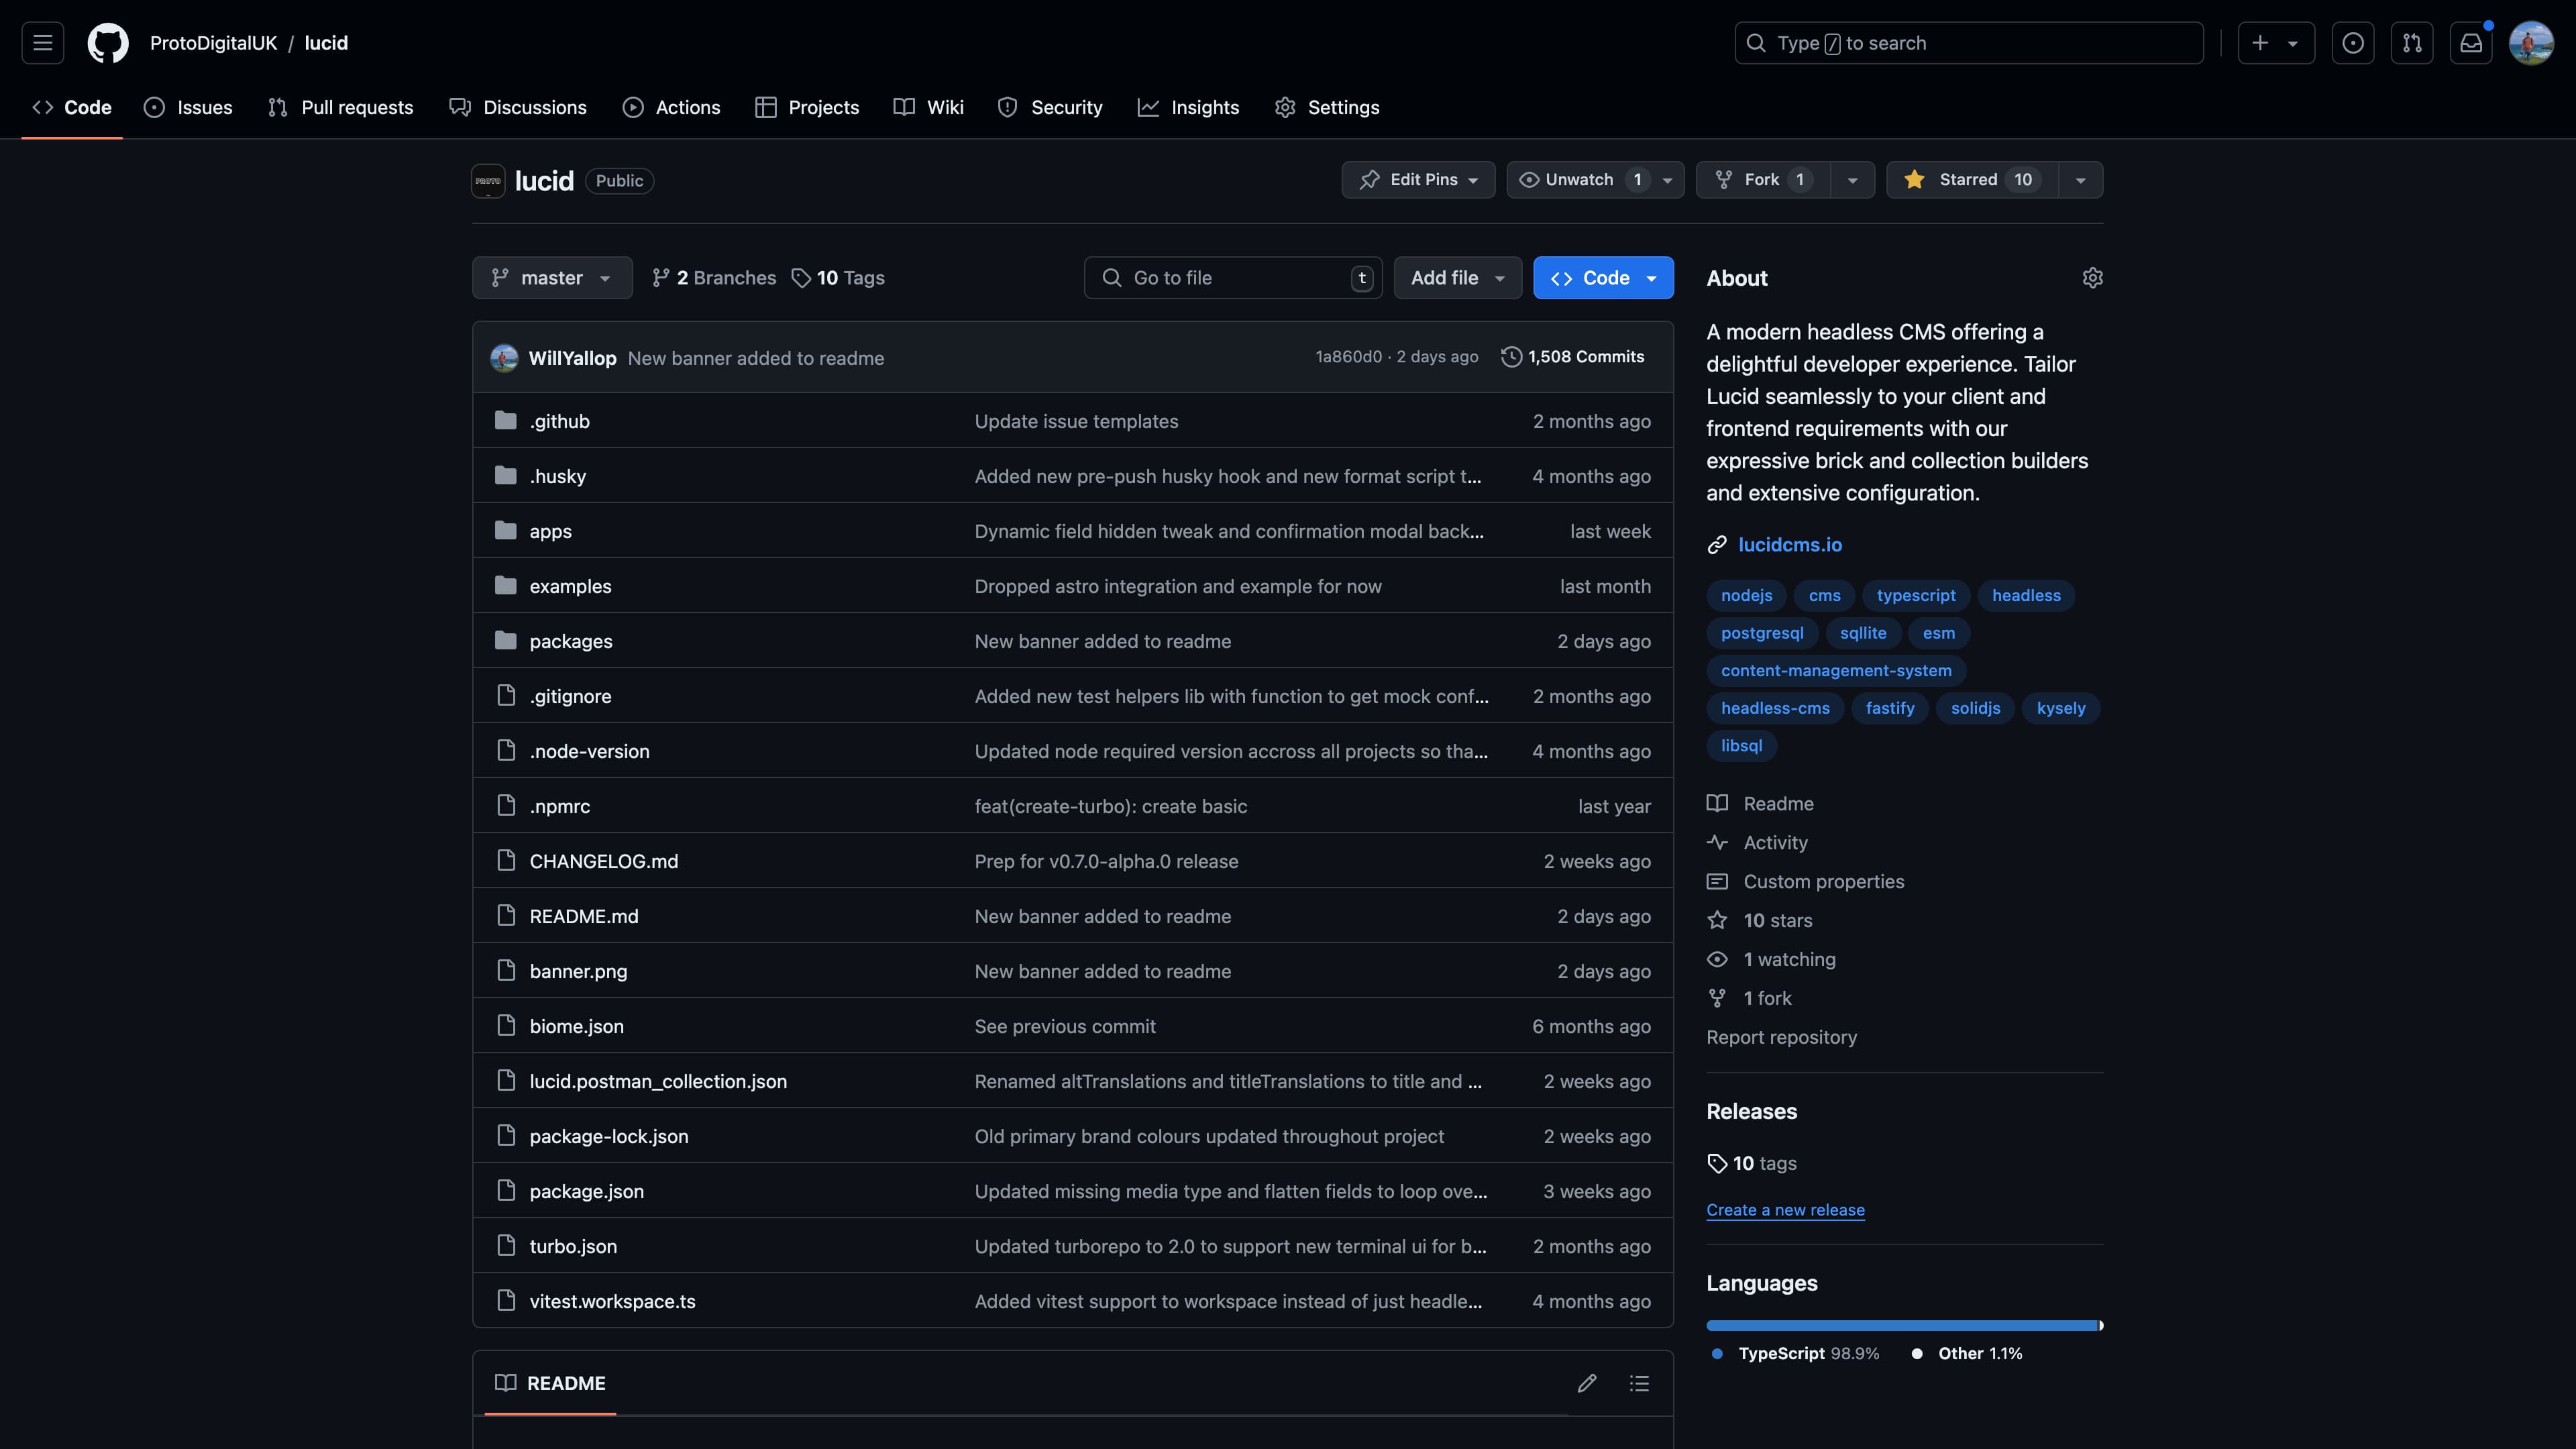 ProtoDigitalUK / lucid
Type / to search
Code Issues Pull requests Discussions Actions Projects Wiki Security Insights Settings
PROTO lucid Public
Edit Pins Unwatch 1 Fork 1 Starred 10
master 2 Branches 10 Tags
Go to file t Add file Code
WillYallop New banner added to readme 1a860d0 · 2 days ago 1,508 Commits
.github Update issue templates 2 months ago
.husky Added new pre-push husky hook and new format script t... 4 months ago
apps Dynamic field hidden tweak and confirmation modal back... last week
examples Dropped astro integration and example for now last month
packages New banner added to readme 2 days ago
.gitignore Added new test helpers lib with function to get mock conf... 2 months ago
.node-version Updated node required version accross all projects so tha... 4 months ago
.npmrc feat(create-turbo): create basic last year
CHANGELOG.md Prep for v0.7.0-alpha.0 release 2 weeks ago
README.md New banner added to readme 2 days ago
banner.png New banner added to readme 2 days ago
biome.json See previous commit 6 months ago
lucid.postman_collection.json Renamed altTranslations and titleTranslations to title and ... 2 weeks ago
package-lock.json Old primary brand colours updated throughout project 2 weeks ago
package.json Updated missing media type and flatten fields to loop ove... 3 weeks ago
turbo.json Updated turborepo to 2.0 to support new terminal ui for b... 2 months ago
vitest.workspace.ts Added vitest support to workspace instead of just headle... 4 months ago
README
About
A modern headless CMS offering a
delightful developer experience. Tailor
Lucid seamlessly to your client and
frontend requirements with our
expressive brick and collection builders
and extensive configuration.
lucidcms.io
nodejs cms typescript headless
postgresql sqllite esm
content-management-system
headless-cms fastify solidjs kysely
libsql
Readme
Activity
Custom properties
10 stars
1 watching
1 fork
Report repository
Releases
10 tags
Create a new release
Languages
TypeScript 98.9% Other 1.1%